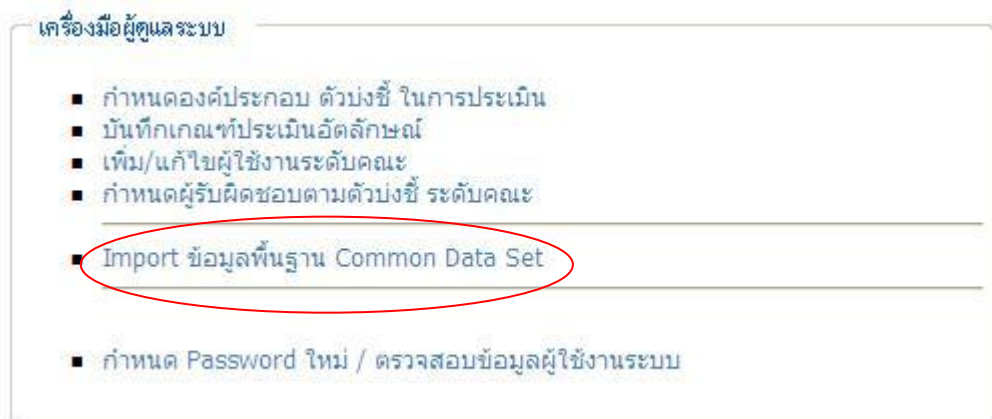 เครื่องมือผู้ดูแลระบบ
กำหนดองค์ประกอบ ตัวบ่งชี้ ในการประเมิน
บันทึกเกณฑ์ประเมินอัตลักษณ์
เพิ่ม/แก้ไขผู้ใช้งานระดับคณะ
กำหนดผู้รับผิดชอบตามตัวบ่งชี้ ระดับคณะ
Import ข้อมูลพื้นฐาน Common Data Set
กำหนด Password ใหม่ / ตรวจสอบข้อมูลผู้ใช้งานระบบ